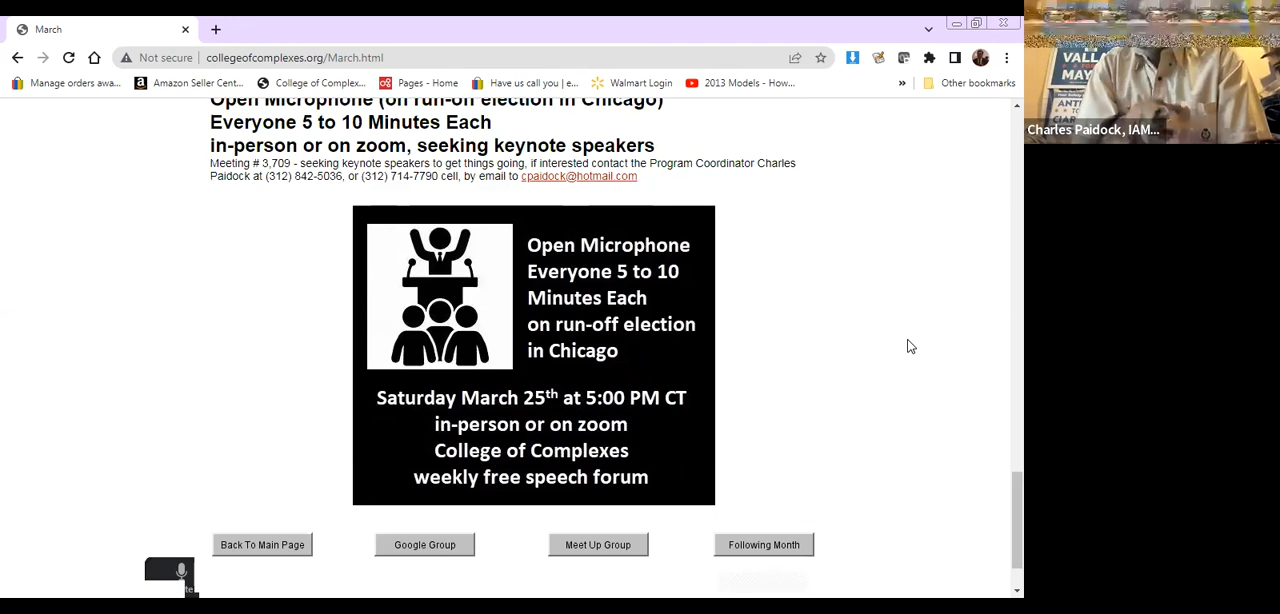 March
Not secure
collegeofcomplexes.org/March.html
Manage orders awa...
Amazon Seller Cent...
College of Complex...
Pages - Home
Have us call you | e...
Walmart Login
2013 Models - How...
»
Other bookmarks
Open Microphone (on run-off election in Chicago)
Everyone 5 to 10 Minutes Each
in-person or on zoom, seeking keynote speakers
Meeting # 3,709 - seeking keynote speakers to get things going, if interested contact the Program Coordinator Charles
Paidock at (312) 842-5036, or (312) 714-7790 cell, by email to cpaidock@hotmail.com
Open Microphone
Everyone 5 to 10
Minutes Each
on run-off election
in Chicago
Saturday March 25th at 5:00 PM CT
in-person or on zoom
College of Complexes
weekly free speech forum
Back To Main Page
Google Group
Meet Up Group
Following Month
VALL
MAYO
ANTI
CIAR
Charles Paidock, IAM...